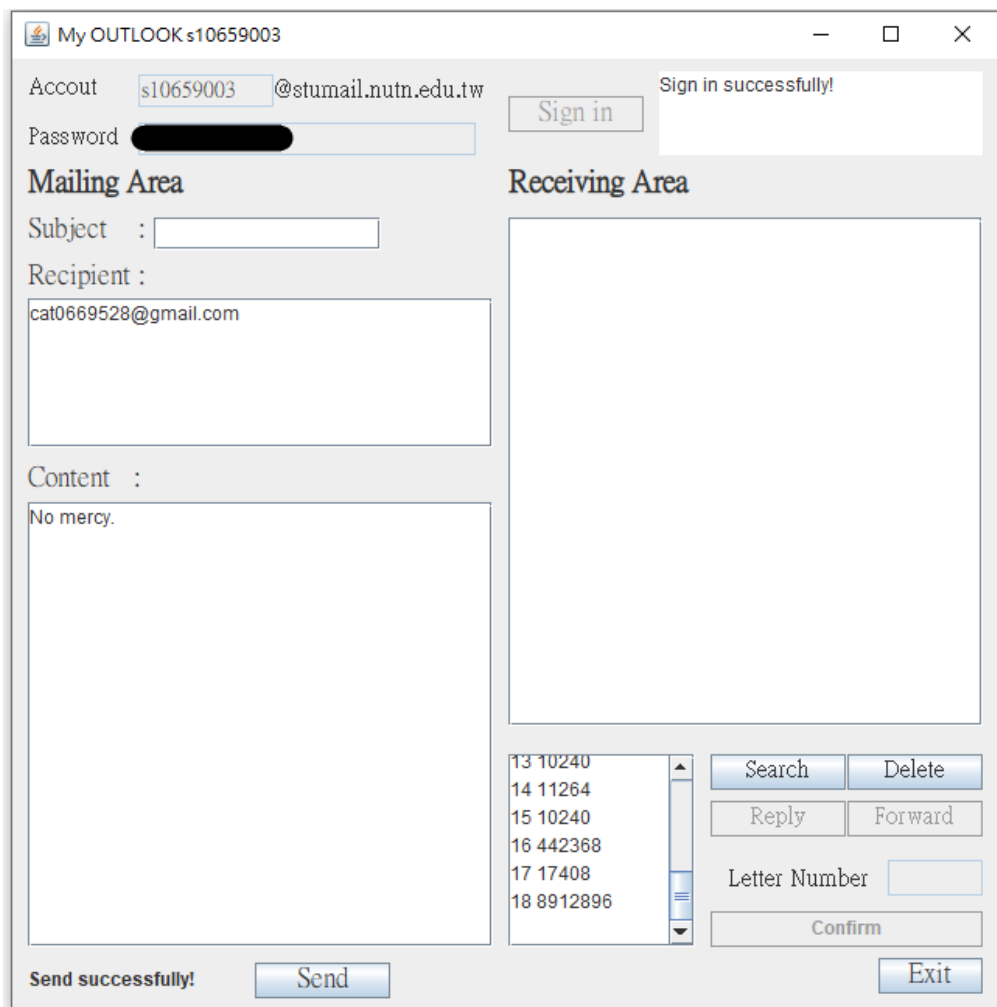 My OUTLOOK s10659003
Accout s10659003 @stumail.nutn.edu.tw
Password
Sign in
Sign in successfully!
Mailing Area
Subject :
Recipient :
cat0669528@gmail.com
Content :
No mercy.
Send successfully!
Send
Receiving Area
13 10240
14 11264
15 10240
16 442368
17 17408
18 8912896
Search Delete
Reply Forward
Letter Number
Confirm
Exit